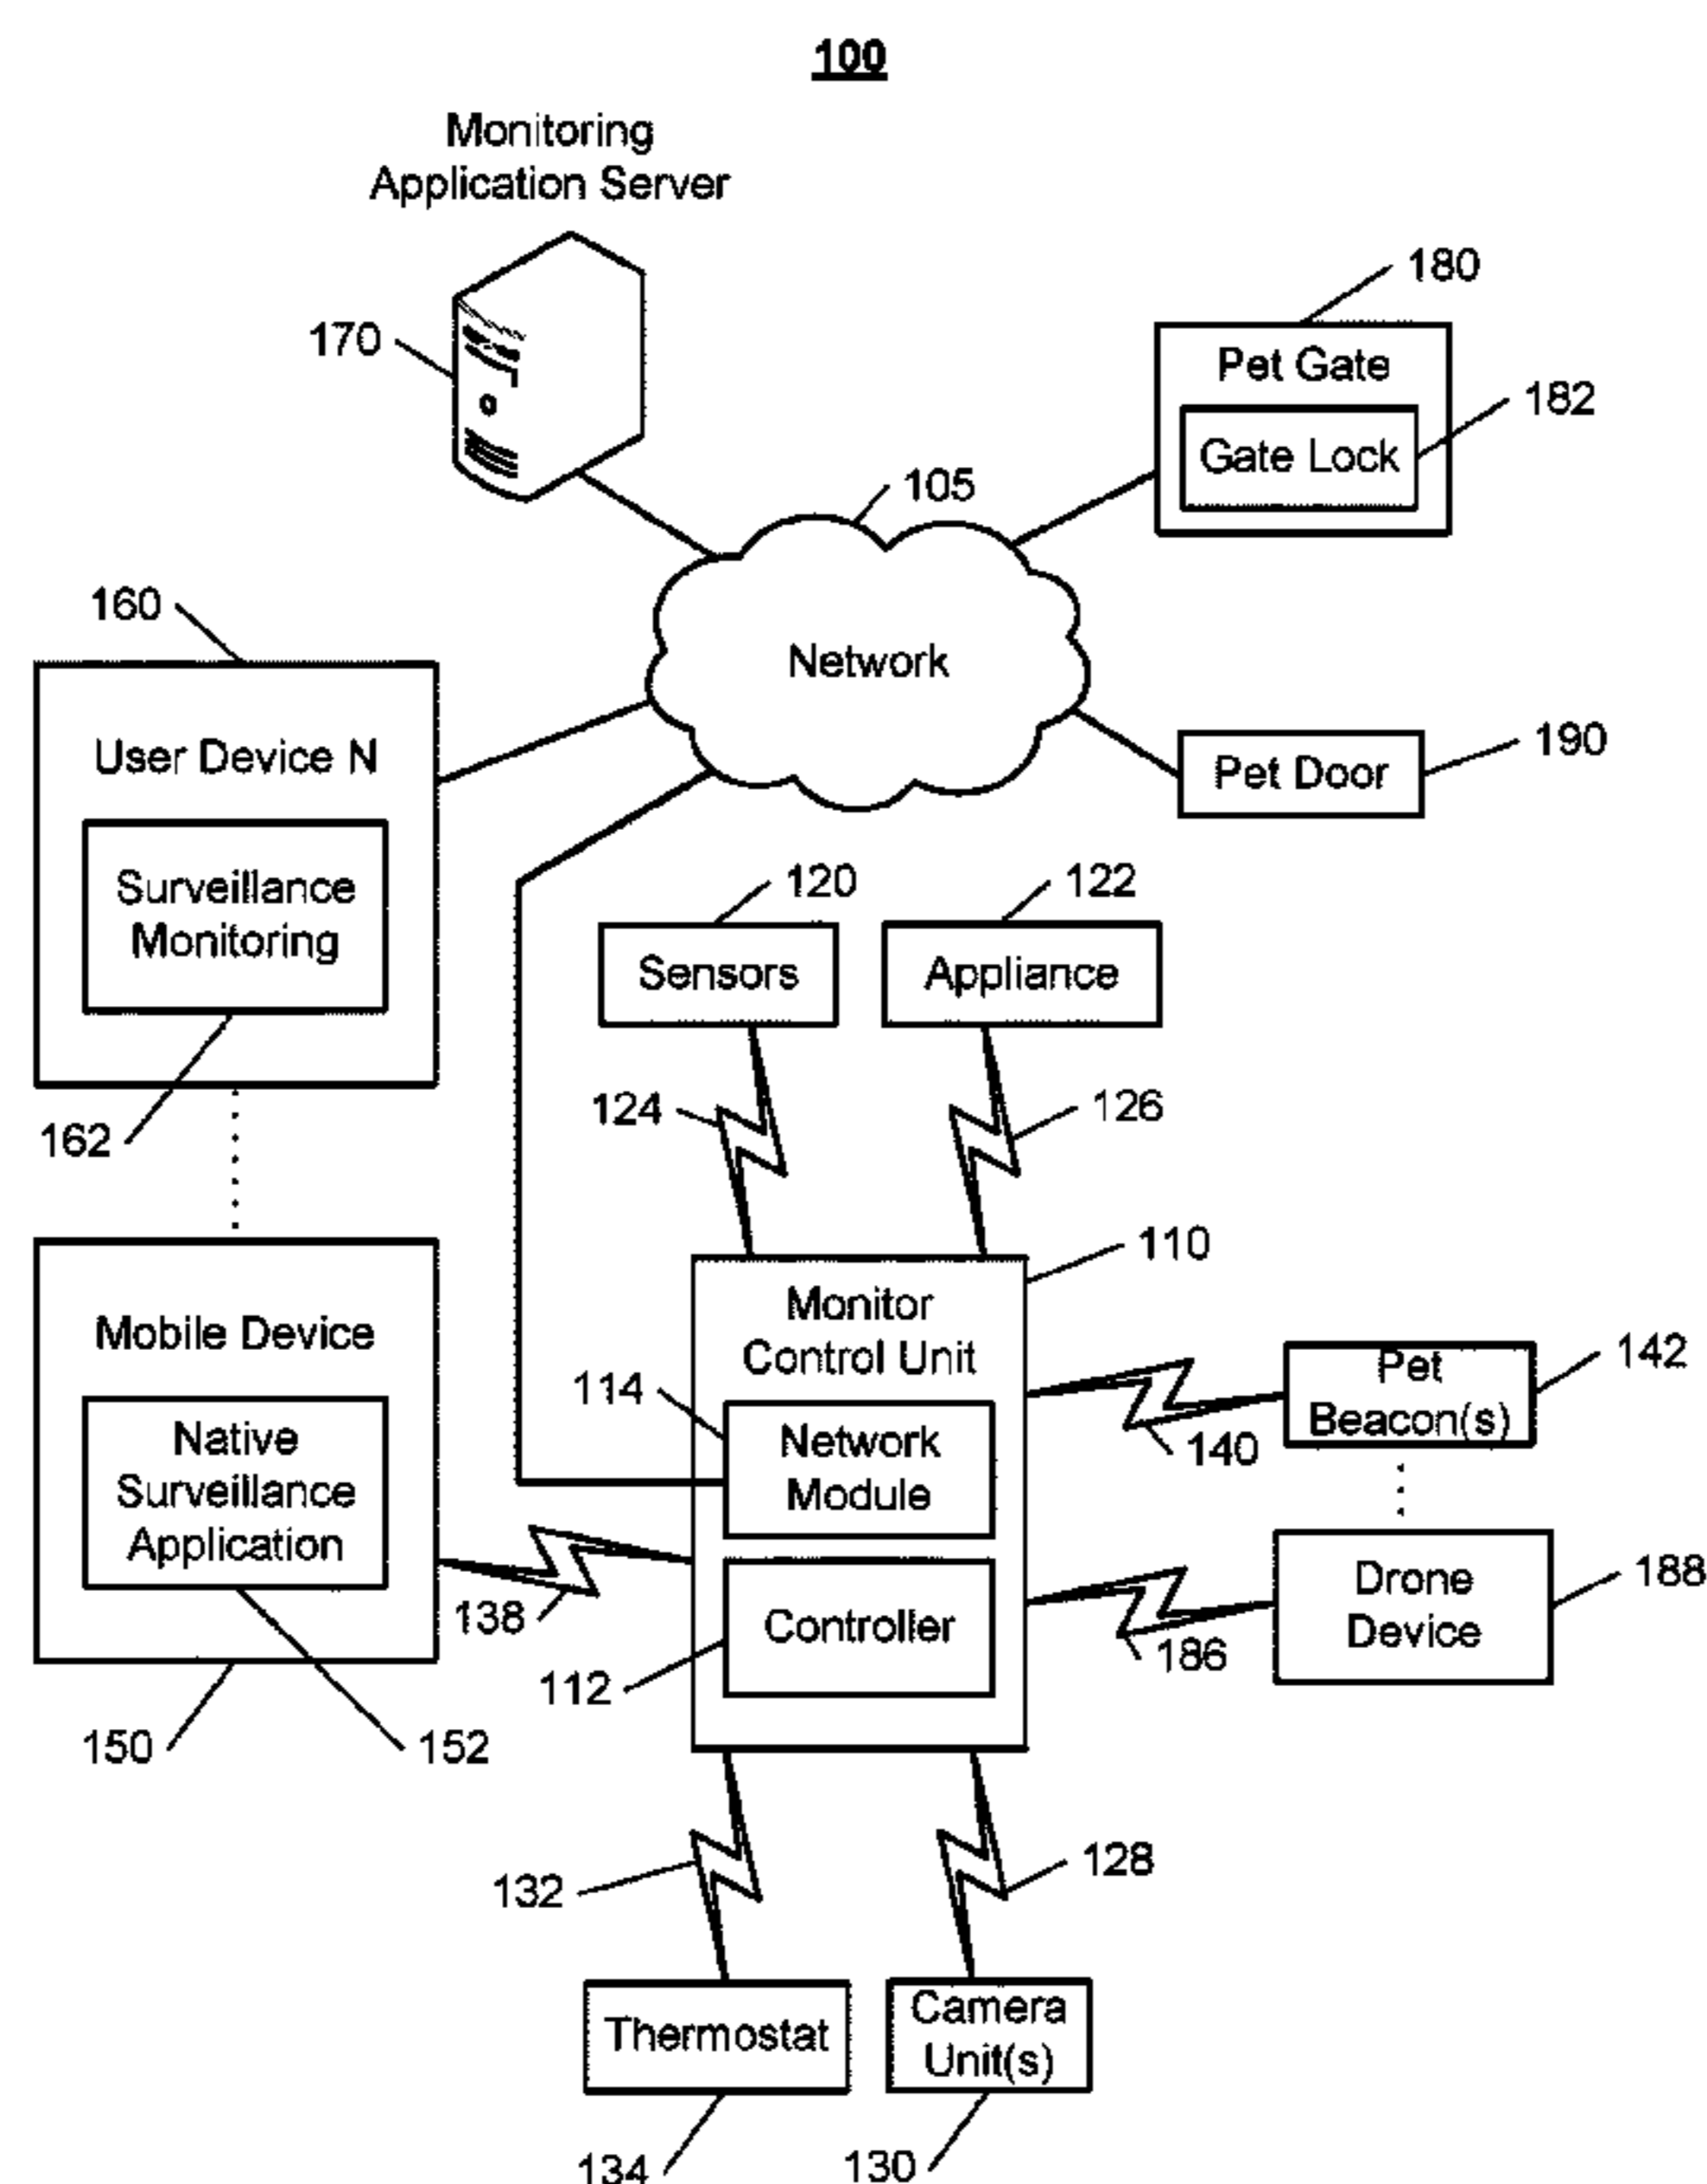 100
Monitoring
Application Server
170
180
Pet Gate
182
Gate Lock
105
160
Network
User Device N
190
Pet Door
Surveillance
Monitoring
120
122
Sensors
Appliance
124
126
162
110
Monitor
Control Unit
Mobile Device
114
Pet
Beacon(s)
142
Network
Module
140
Native
Surveillance
Application
138
Controller
Drone
Device
188
186
112
150
152
132
128
Thermostat
Camera
Unit(s)
134
130